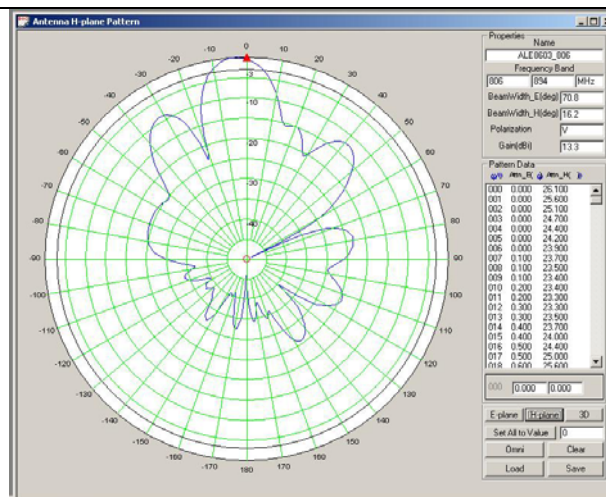 Antenna H-plane Pattern
0
-10 10
-20 20
-30 30
-40 40
-50 50
-60 60
-70 70
-80 80
-90 90
-100 100
-110 110
-120 120
-130 130
-140 140
-150 150
-160 160
-170 170
180
-3
-10
-20
-30
-40
Properties
Name
ALE8603_806
Frequency Band
806 894 MHz
BeamWidth_E(deg) 70.8
BeamWidth_H(deg) 16.2
Polarization V
Gain(dBi) 13.3
Pattern Data
Attn_E( Attn_H(
000 0.000 26.100
001 0.000 25.600
002 0.000 25.100
003 0.000 24.700
004 0.000 24.400
005 0.000 24.200
006 0.000 23.900
007 0.100 23.700
008 0.100 23.500
009 0.100 23.400
010 0.200 23.400
011 0.200 23.300
012 0.300 23.300
013 0.300 23.500
014 0.400 23.700
015 0.400 24.000
016 0.500 24.400
017 0.500 25.000
018 0.600 25.600
000 0.000 0.000
E-plane H-plane 3D
Set All to Value 0
Omni Clear
Load Save